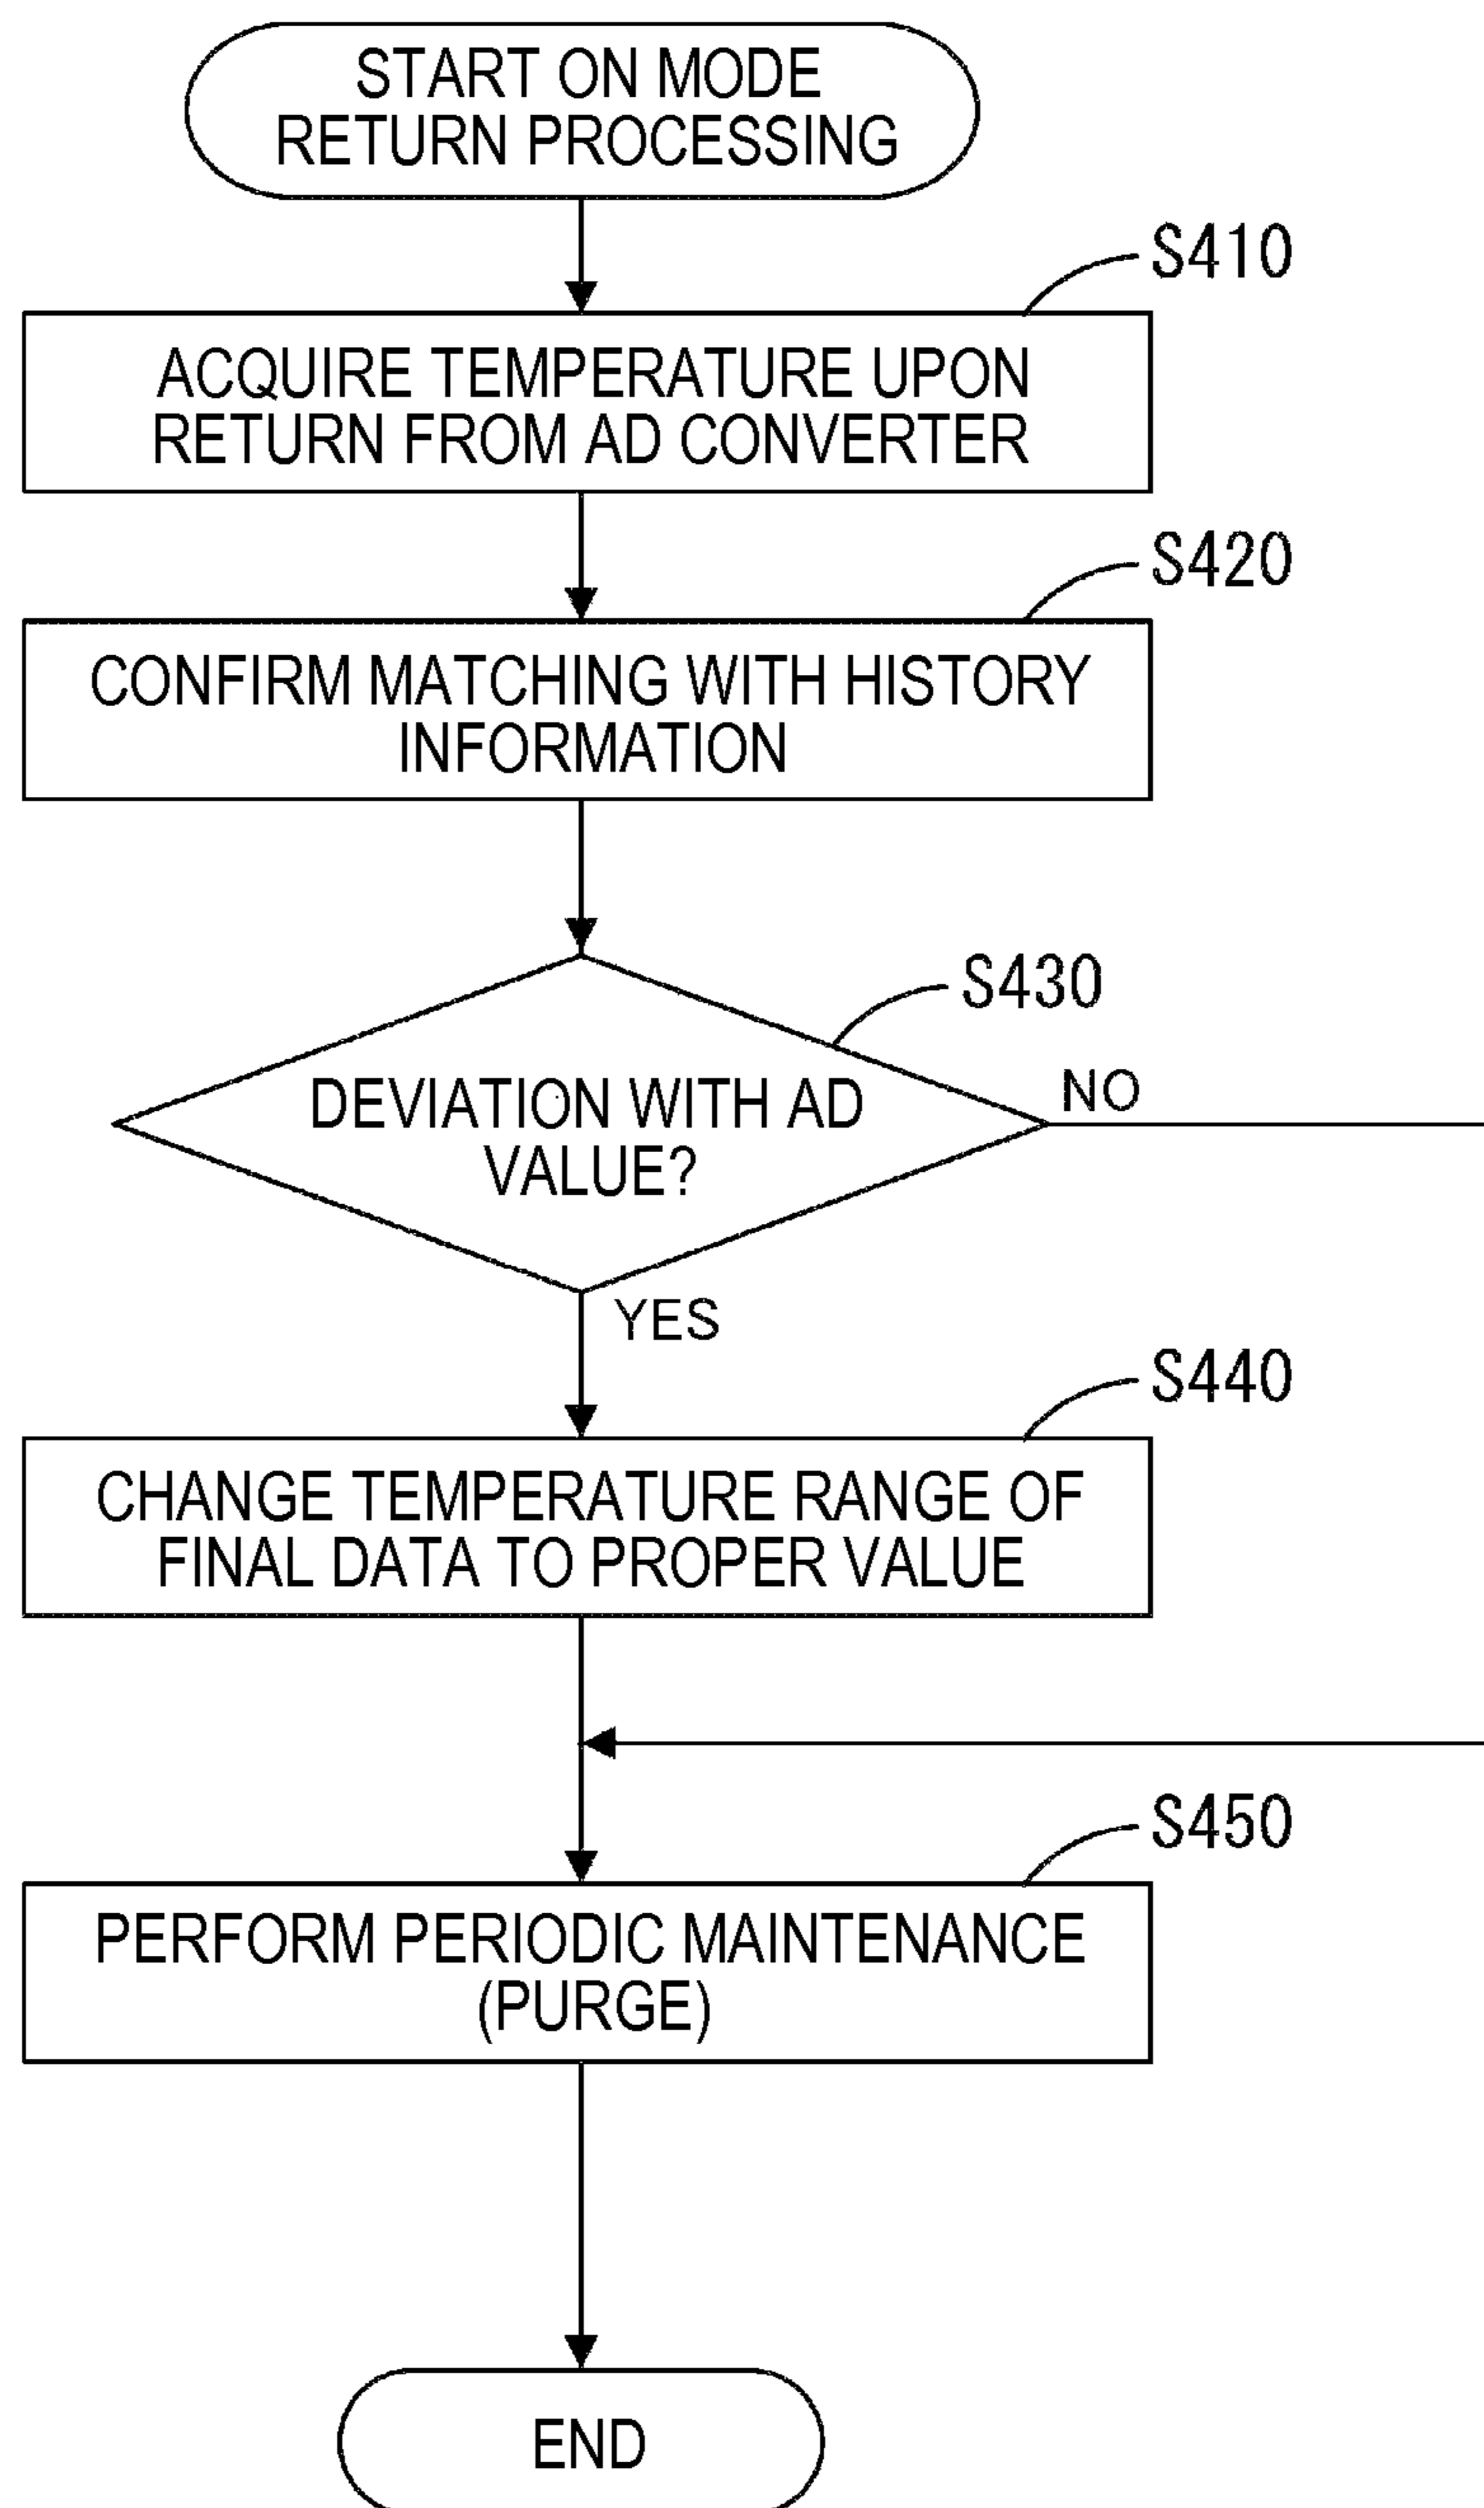 START ON MODE
RETURN PROCESSING
S410
ACQUIRE TEMPERATURE UPON
RETURN FROM AD CONVERTER
S420
CONFIRM MATCHING WITH HISTORY
INFORMATION
S430
DEVIATION WITH AD
VALUE?
NO
YES
S440
CHANGE TEMPERATURE RANGE OF
FINAL DATA TO PROPER VALUE
S450
PERFORM PERIODIC MAINTENANCE
(PURGE)
END